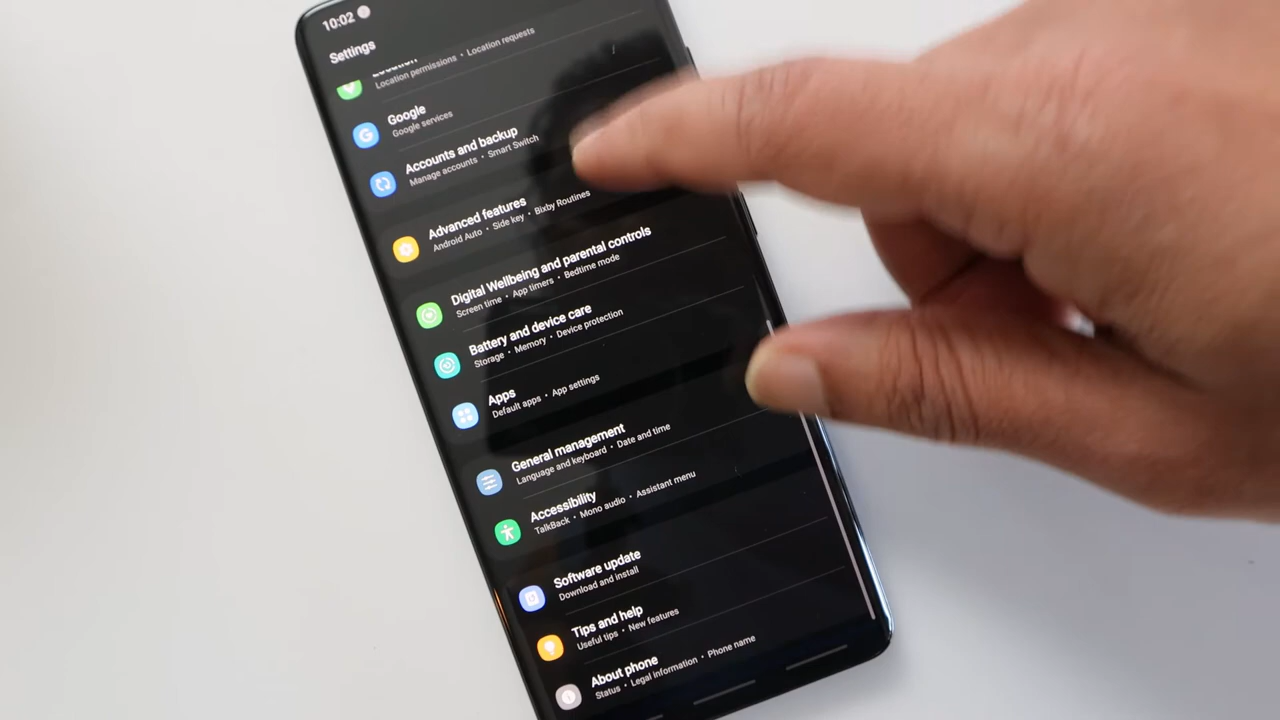 10:02
Settings
Location
Location permissions • Location requests
Google
Google services
Accounts and backup
Manage accounts • Smart Switch
Advanced features
Android Auto • Side key • Bixby Routines
Digital Wellbeing and parental controls
Screen time • App timers • Bedtime mode
Battery and device care
Storage • Memory • Device protection
Apps
Default apps • App settings
General management
Language and keyboard • Date and time
Accessibility
TalkBack • Mono audio • Assistant menu
Software update
Download and install
Tips and help
Useful tips • New features
About phone
Status • Legal information • Phone name